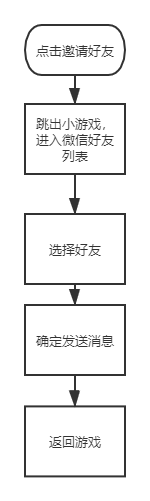 点击邀请好友
跳出小游戏，
进入微信好友
列表
选择好友
确定发送消息
返回游戏